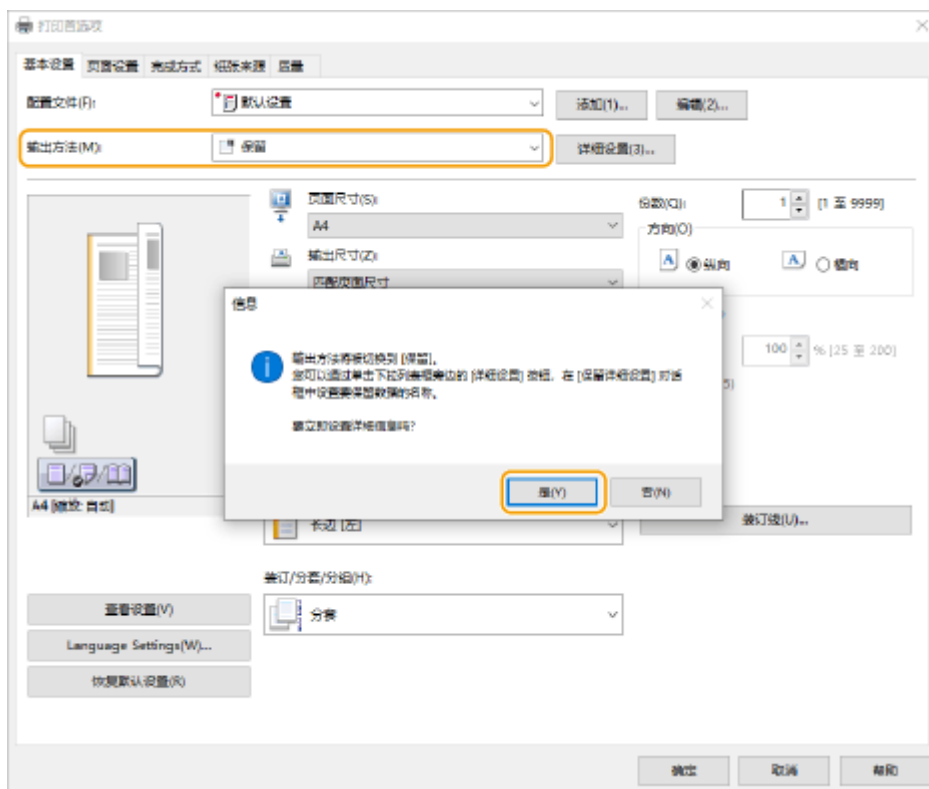 打印首选项
基本设置 页面设置 完成方式 纸张来源 质量
配置文件(F): 默认设置 添加(1)... 编辑(2)...
输出方法(M): 保留 详细设置(3)...
页面尺寸(S): 份数(Q): 1 [1 至 9999]
A4 方向(O)
输出尺寸(Z): A 纵向 A 横向
匹配页面尺寸
信息
100 % [25 至 200]
输出方法将被切换到 [保留]。
您可以通过单击下拉列表框旁边的 [详细设置] 按钮，在 [保留详细设置] 对话
框中设置要保留数据的名称。
5)
要立即设置详细信息吗?
是(Y) 否(N)
A4 [缩放: 自动]
长边 [左] 装订线(U)...
装订/分套/分组(H):
查看设置(V) 分套
Language Settings(W)...
恢复默认设置(R)
确定 取消 帮助